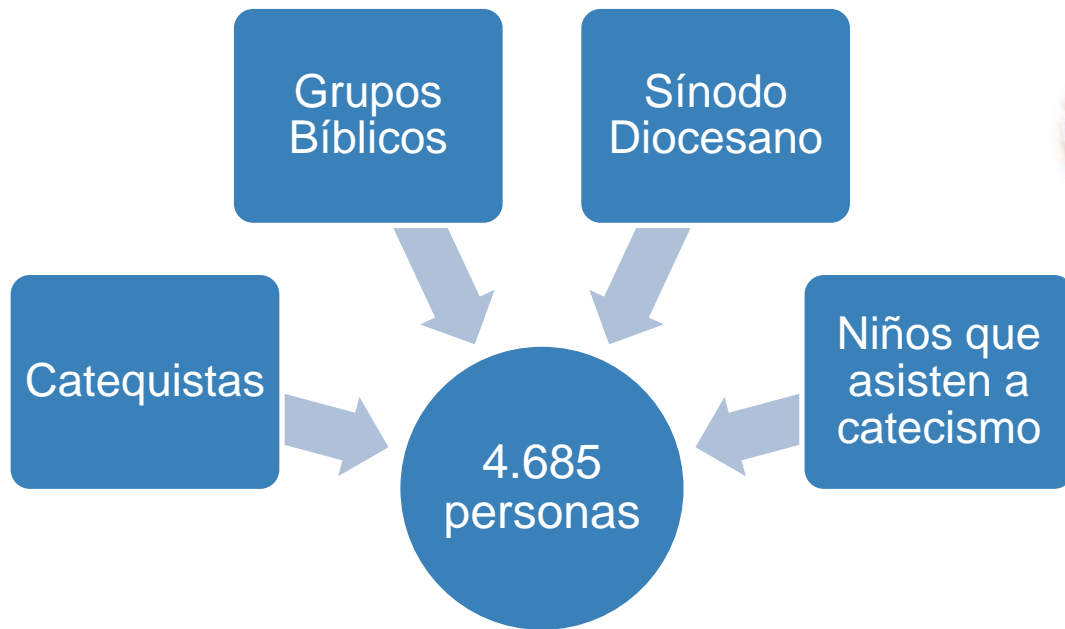 Grupos
Bíblicos
Sínodo
Diocesano
Catequistas
Niños que
asisten a
catecismo
4.685
personas